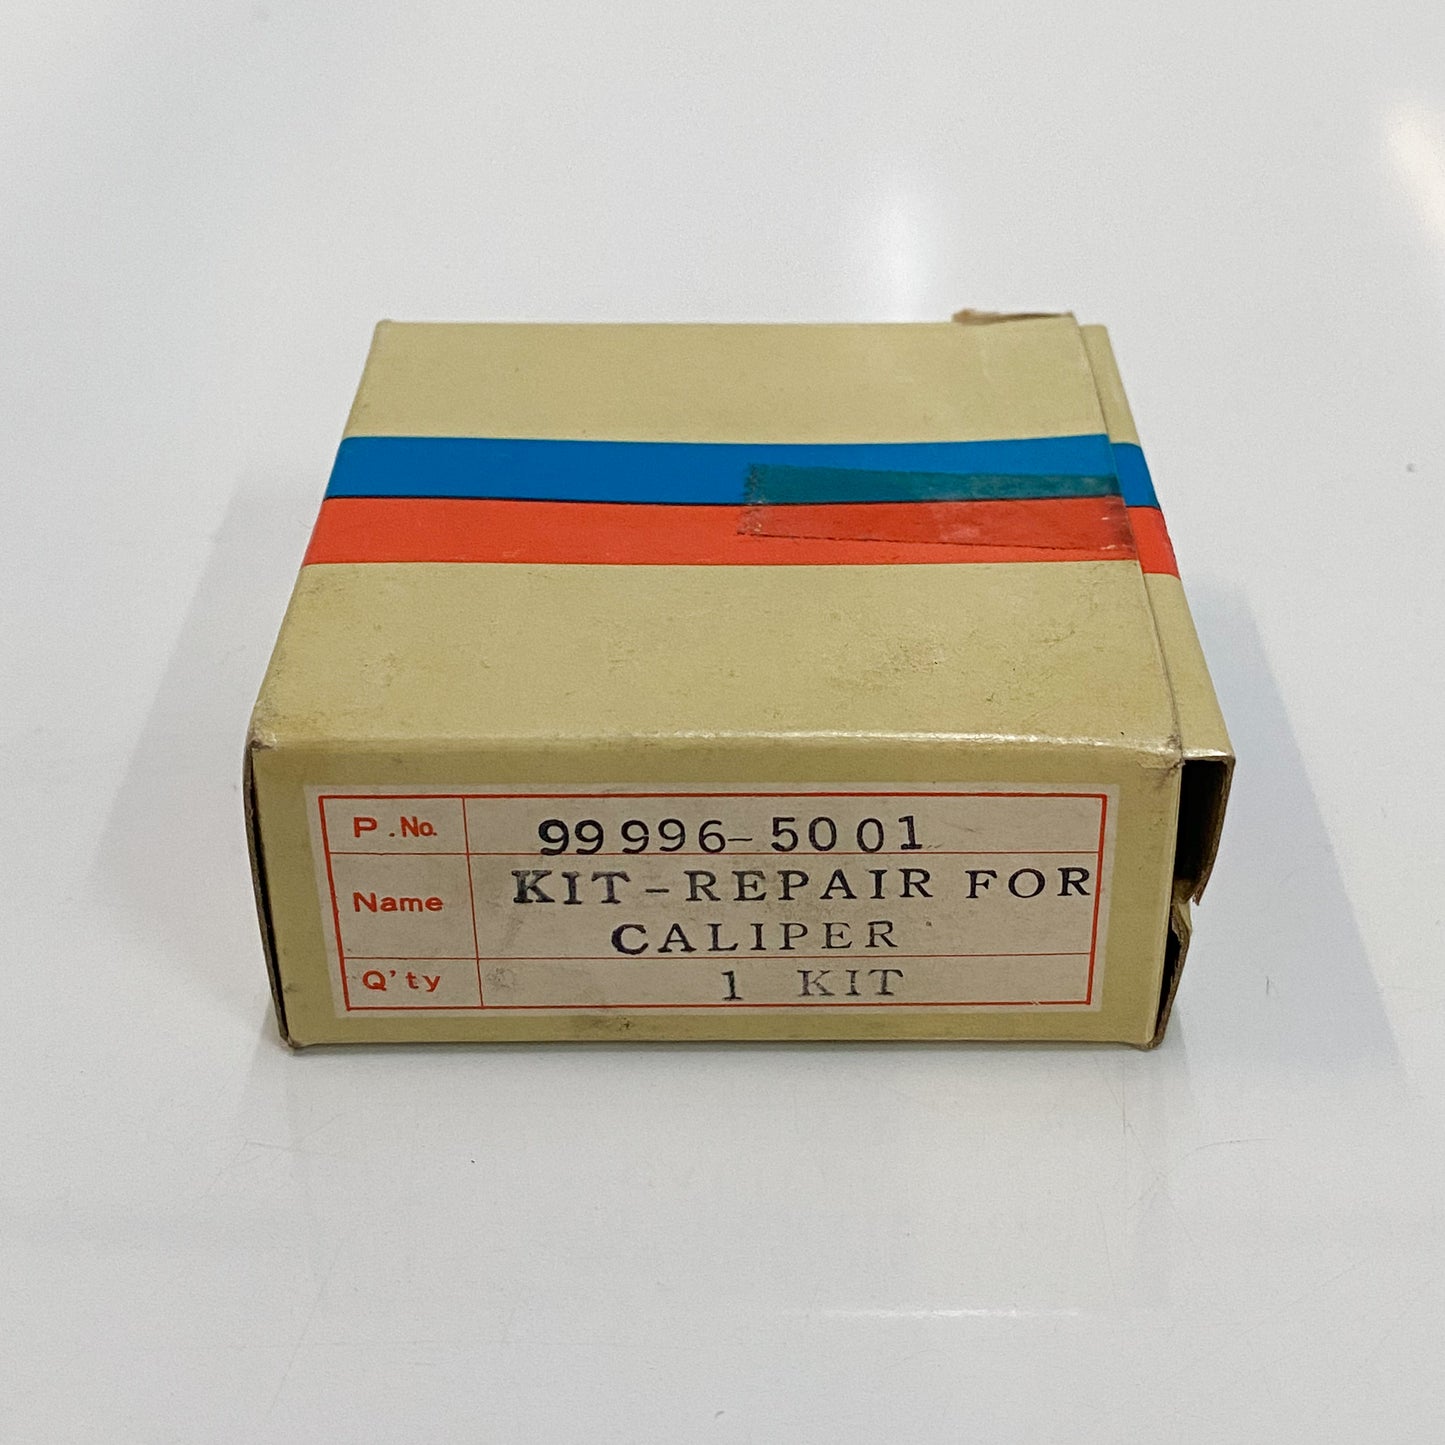 P.No. 99996-5001
Name KIT-REPAIR FOR
CALIPER
Q'ty 1 KIT